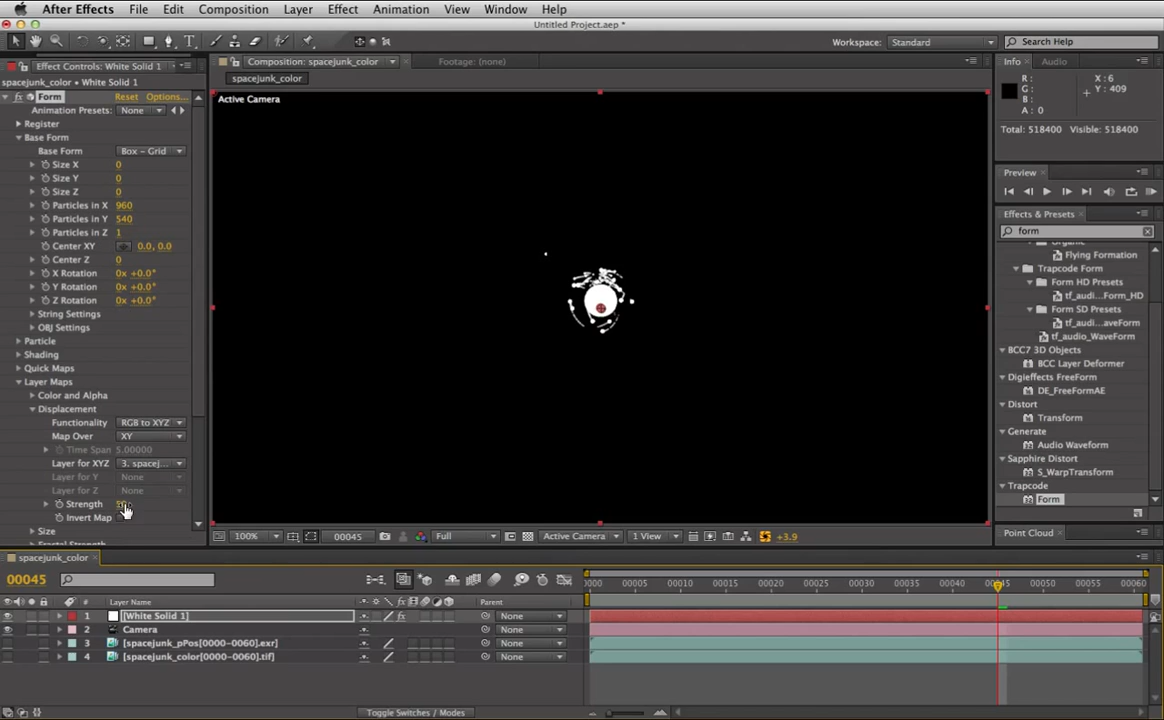 After Effects File Edit Composition Layer Effect Animation View Window Help
Untitled Project.aep *
Workspace: Standard Search Help
Effect Controls: White Solid 1
Composition: spacejunk_color
Footage: (none)
Info Audio
spacejunk_color • White Solid 1
spacejunk_color
Form Reset Options...
Animation Presets: None
Register
Base Form
Base Form Box – Grid
Size X 0
Size Y 0
Size Z 0
Particles in X 960
Particles in Y 540
Particles in Z 1
Center XY 0.0, 0.0
Center Z 0
X Rotation 0x +0.0°
Y Rotation 0x +0.0°
Z Rotation 0x +0.0°
String Settings
OBJ Settings
Particle
Shading
Quick Maps
Layer Maps
Color and Alpha
Displacement
Functionality RGB to XYZ
Map Over XY
Time Span 5.00000
Layer for XYZ 3. spacej...
Layer for Y None
Layer for Z None
Strength
Invert Map
Size
Fractal Strength
Active Camera
100% 00045 Full Active Camera 1 View +3.9
R :
G :
B :
A : 0
X : 6
Y : 409
Total: 518400 Visible: 518400
Preview
Effects & Presets
form
Organic
Flying Formation
Trapcode Form
Form HD Presets
tf_audi...Form_HD
Form SD Presets
tf_audi...aveForm
tf_audio_WaveForm
BCC7 3D Objects
BCC Layer Deformer
Digieffects FreeForm
DE_FreeFormAE
Distort
Transform
Generate
Audio Waveform
Sapphire Distort
S_WarpTransform
Trapcode
Form
Point Cloud
spacejunk_color
00045
0000 00005 00010 00015 00020 00025 00030 00035 00040 00045 00050 00055 00060
# Layer Name Parent
1 [White Solid 1] None
2 Camera None
3 [spacejunk_pPos[0000-0060].exr] None
4 [spacejunk_color[0000-0060].tif] None
Toggle Switches / Modes